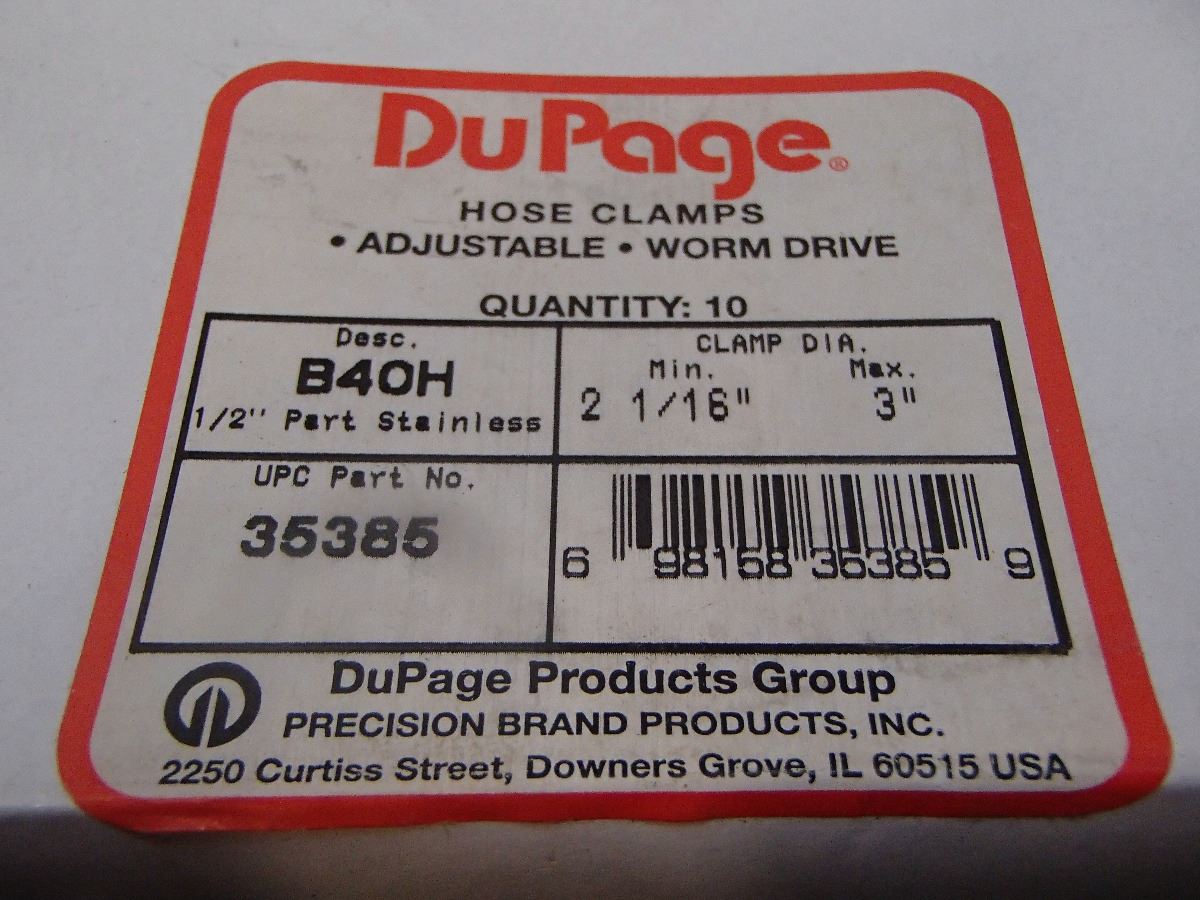 DuPage®
HOSE CLAMPS
• ADJUSTABLE • WORM DRIVE
QUANTITY: 10
Desc.
B40H
1/2" Part Stainless
CLAMP DIA.
Min. Max.
2 1/16" 3"
UPC Part No.
35385
6 98158 35385 9
DuPage Products Group
PRECISION BRAND PRODUCTS, INC.
2250 Curtiss Street, Downers Grove, IL 60515 USA